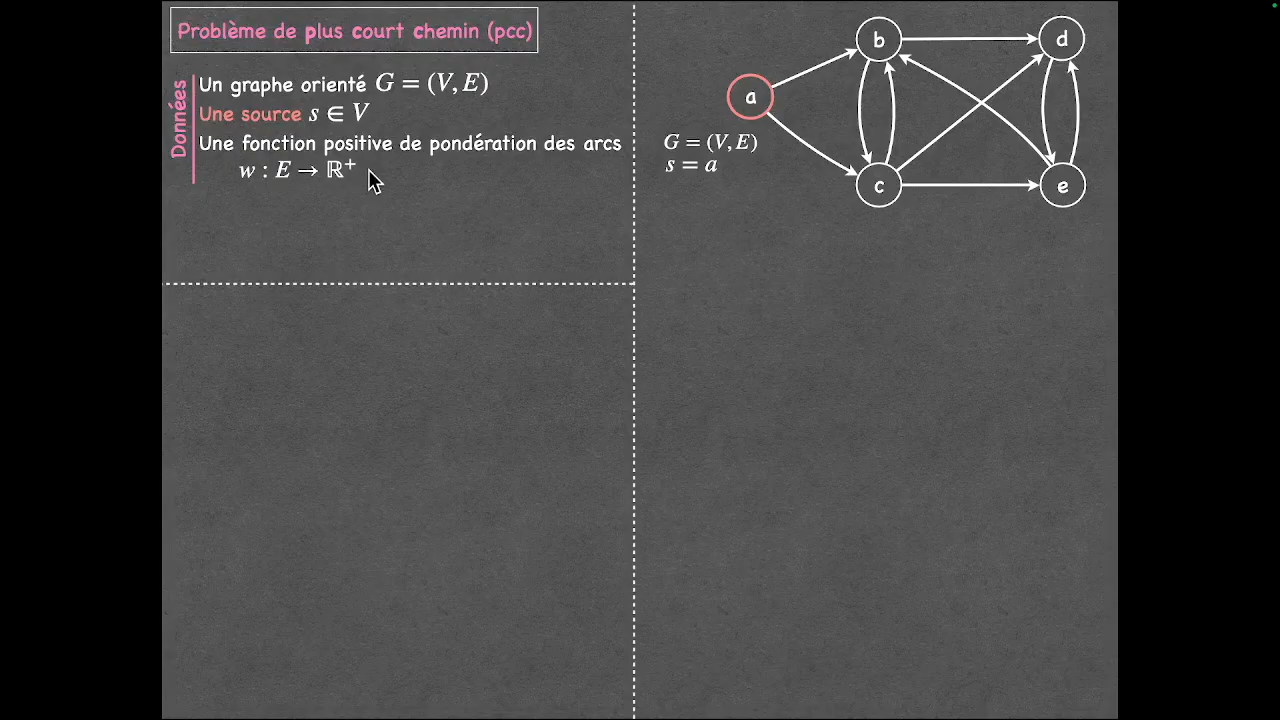 Problème de plus court chemin (pcc)
Données
Un graphe orienté G = (V, E)
Une source s ∈ V
Une fonction positive de pondération des arcs
w : E → ℝ⁺
b
d
a
G = (V, E)
s = a
c
e